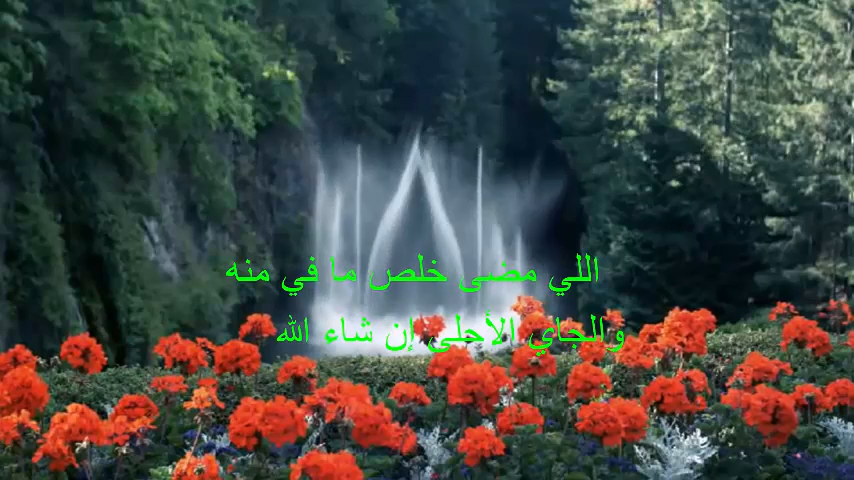 اللي مضى خلص ما في منه
والجاي الأحلى إن شاء الله